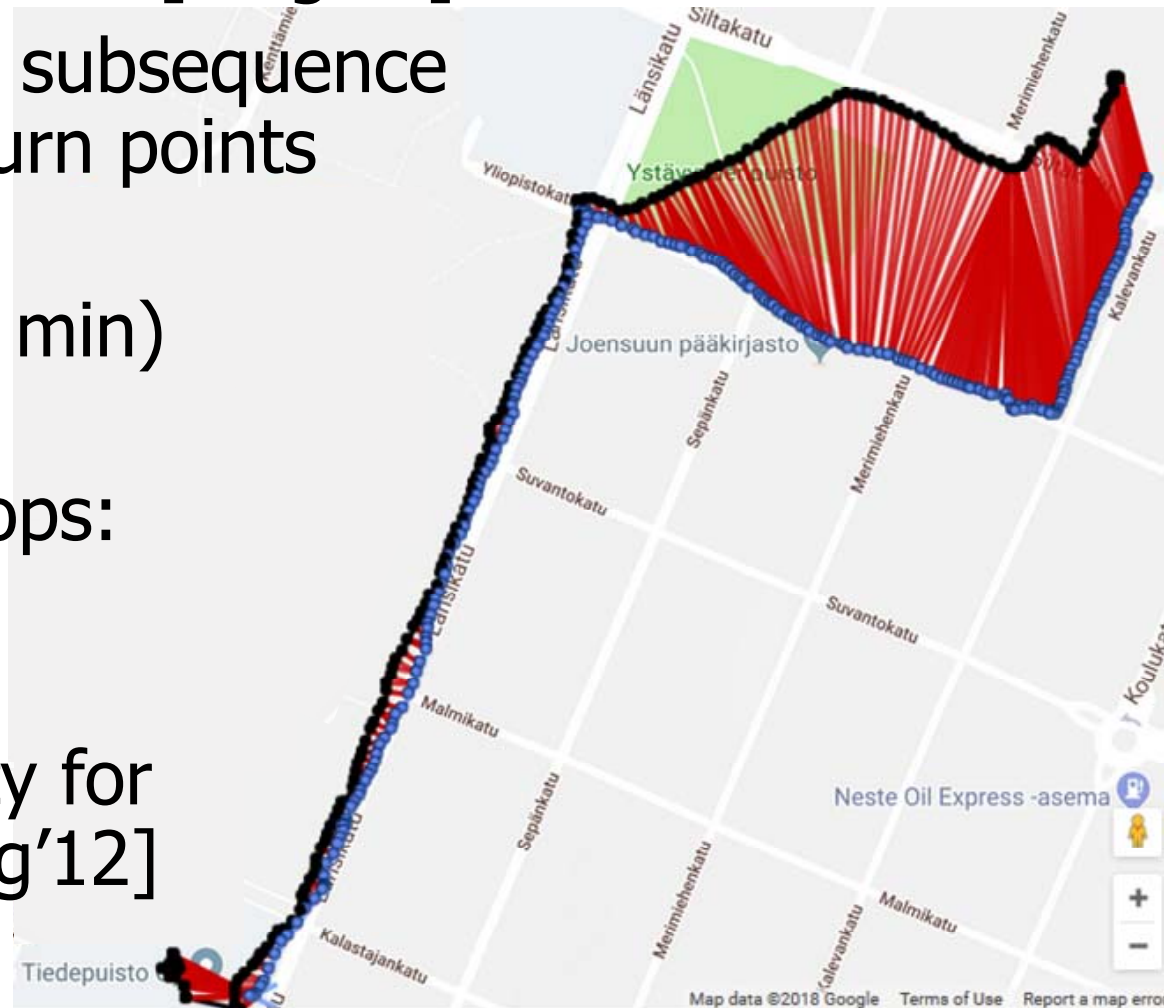 subsequence
urn points
min)
ops:
y for
g'12]
Siltakatu
Länsikatu
Merimiehenkatu
Yliopistokatu
Kalevankatu
Joensuun pääkirjasto
Sepänkatu
Merimiehenkatu
Suvantokatu
Länsikatu
Suvantokatu
Malmikatu
Neste Oil Express -asema
Sepänkatu
Merimiehenkatu
Malmikatu
Kalastajankatu
Kalevankatu
Tiedepuisto
Map data ©2018 Google Terms of Use Report a map erro